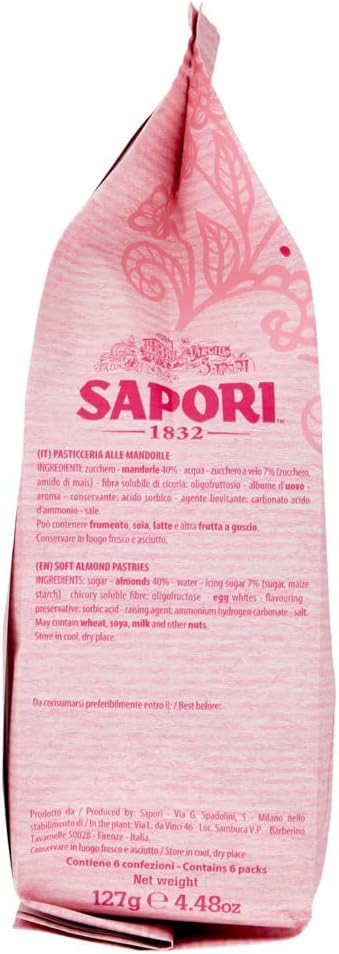 VIRGILIO
SAPORI
SAPORI™
1832
(IT) PASTICCERIA ALLE MANDORLE
INGREDIENTI: zucchero - mandorle 40% - acqua - zucchero a velo 7% (zucchero,
amido di mais) - fibra solubile di cicoria: oligofruttosio - albume d'uovo -
aroma - conservante: acido sorbico - agente lievitante: carbonato acido
d'ammonio - sale.
Può contenere frumento, soia, latte e altra frutta a guscio.
Conservare in luogo fresco e asciutto.
(EN) SOFT ALMOND PASTRIES
INGREDIENTS: sugar - almonds 40% - water - icing sugar 7% (sugar, maize
starch) - chicory soluble fibre: oligofructose - egg whites - flavouring -
preservative: sorbic acid - raising agent: ammonium hydrogen carbonate - salt.
May contain wheat, soya, milk and other nuts.
Store in cool, dry place.
Da consumarsi preferibilmente entro il: / Best before:
Prodotto da / Produced by: Sapori - Via G. Spadolini, 5 - Milano nello
stabilimento di / In the plant: Via L. da Vinci 46 - Loc. Sambuca V.P. - Barberino
Tavarnelle 50028 - Firenze - Italia.
Conservare in luogo fresco e asciutto / Store in cool, dry place
Contiene 6 confezioni - Contains 6 packs
Net weight
127g ℮ 4.48oz